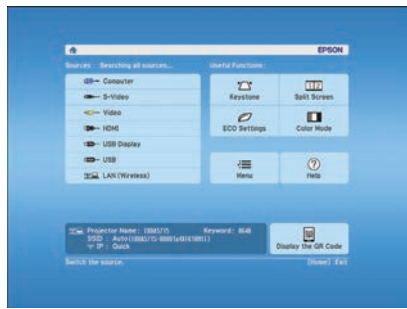 EPSON
Sources : Searching all sources...
Useful Functions:
Computer
S-Video
Video
HDMI
USB Display
USB
LAN (Wireless)
Keystone
Split Screen
ECO Settings
Color Mode
Menu
Help
Projector Name :
Keyword :
SSID : Auto
IP : Quick
Display the QR Code
Switch the source.
[Home]:Exit